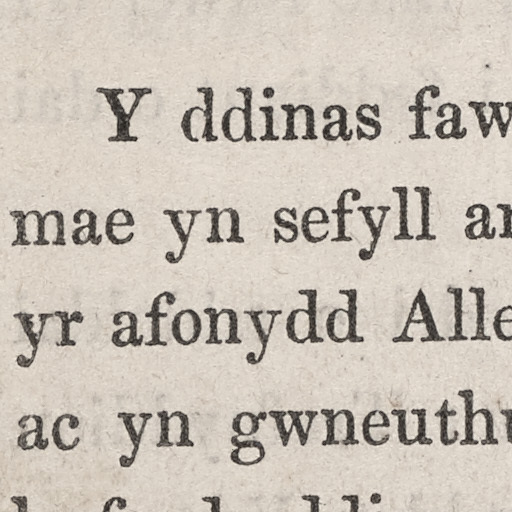 Y ddinas faw
mae yn sefyll ar
yr afonydd Alle
ac yn gwneuthu